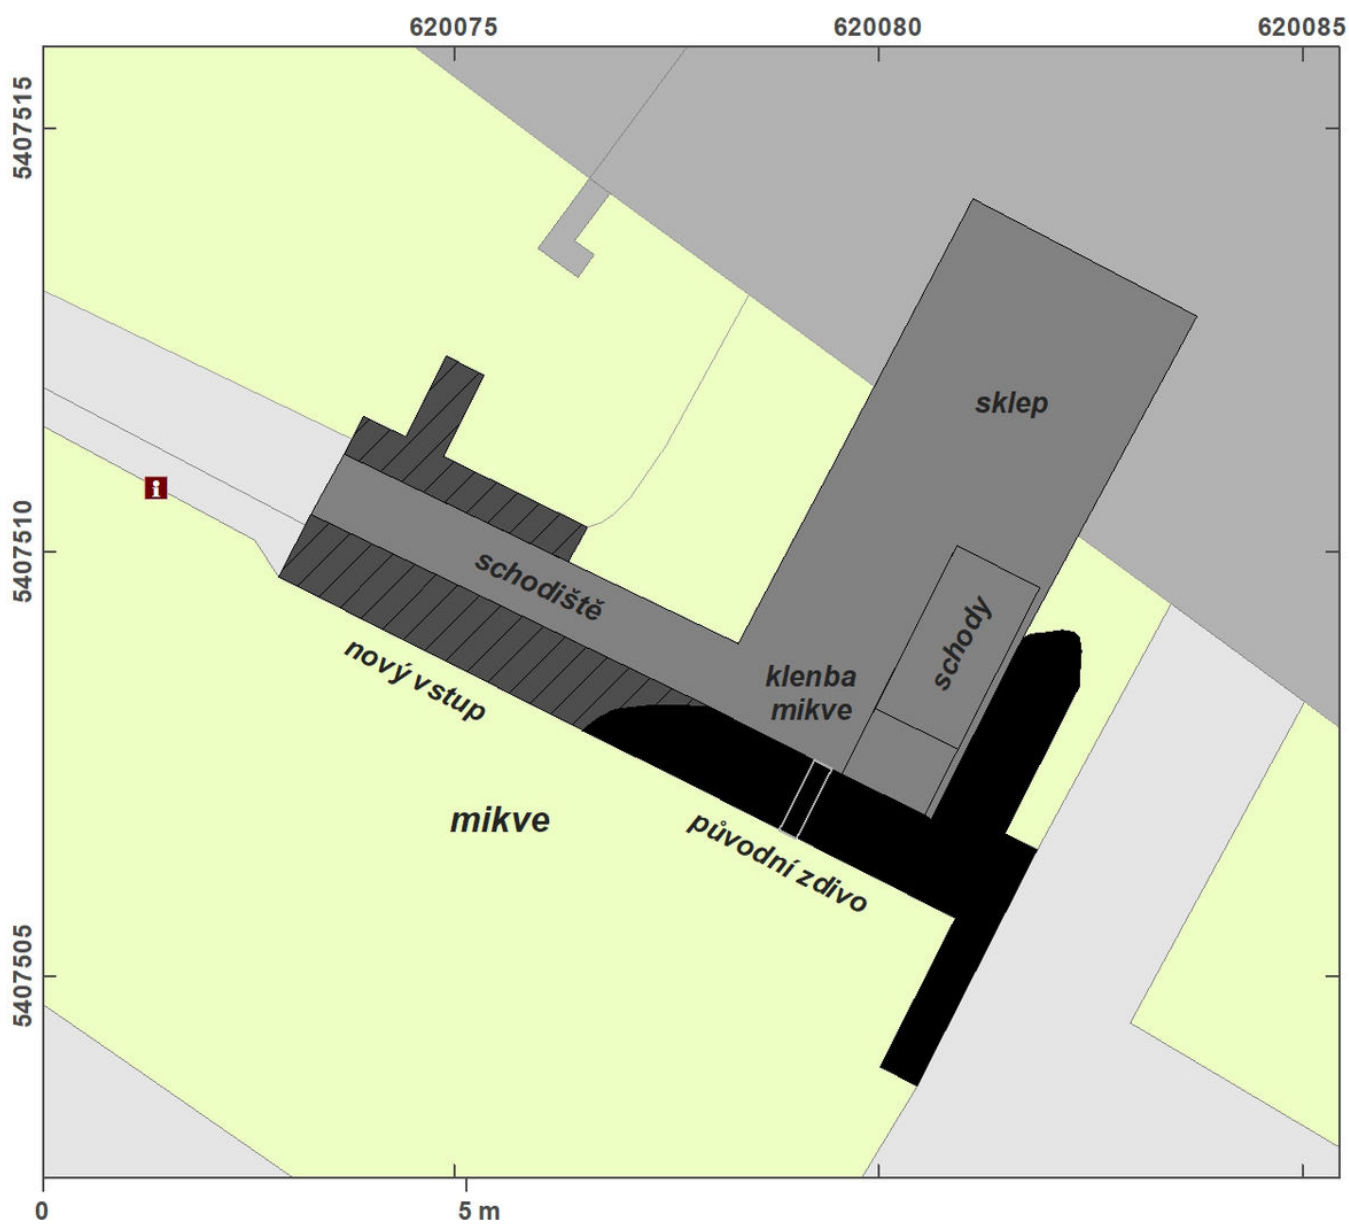 620075
620080
620085
5407515
sklep
i
5407510
schodiště
schody
nový vstup
klenba
mikve
mikve
původní zdivo
5407505
0
5 m